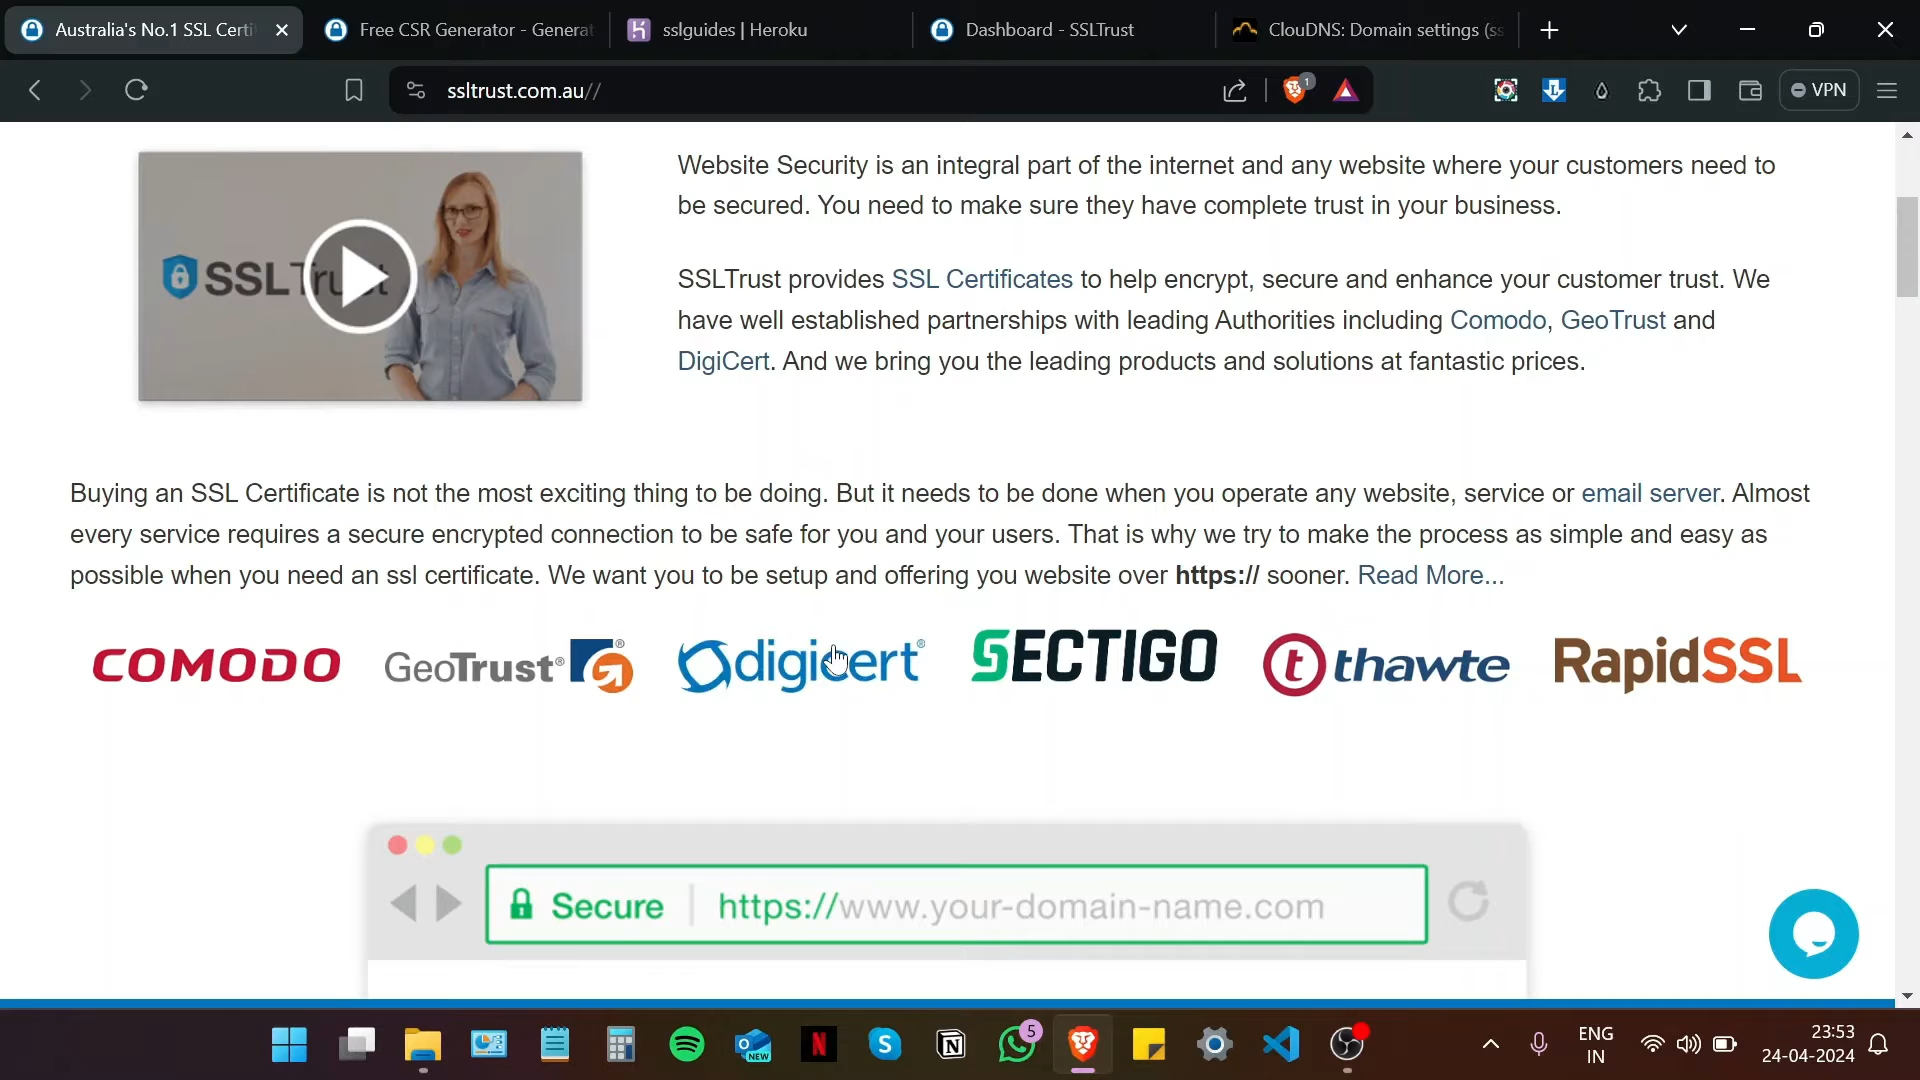 Australia's No.1 SSL Certi
Free CSR Generator - Generat
sslguides | Heroku
Dashboard - SSLTrust
ClouDNS: Domain settings (ss
ssltrust.com.au//
1
VPN
SSLTrust
Website Security is an integral part of the internet and any website where your customers need to
be secured. You need to make sure they have complete trust in your business.
SSLTrust provides SSL Certificates to help encrypt, secure and enhance your customer trust. We
have well established partnerships with leading Authorities including Comodo, GeoTrust and
DigiCert. And we bring you the leading products and solutions at fantastic prices.
Buying an SSL Certificate is not the most exciting thing to be doing. But it needs to be done when you operate any website, service or email server. Almost
every service requires a secure encrypted connection to be safe for you and your users. That is why we try to make the process as simple and easy as
possible when you need an ssl certificate. We want you to be setup and offering you website over https:// sooner. Read More...
COMODO GeoTrust® digicert® SECTIGO thawte RapidSSL
Secure | https://www.your-domain-name.com
NEW
5
ENG
IN
23:53
24-04-2024